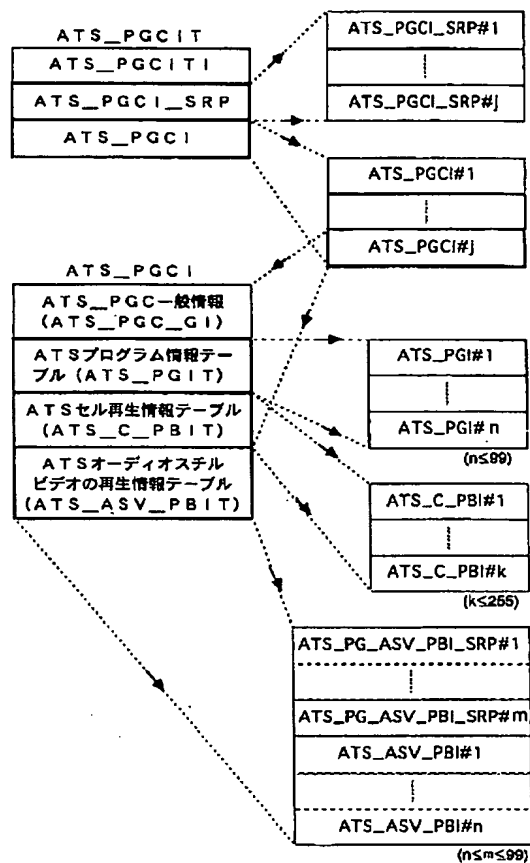 ATS_PGCIT
ATS_PGCITI
ATS_PGCI_SRP
ATS_PGCI
ATS_PGCI_SRP#1
ATS_PGCI_SRP#j
ATS_PGCI#1
ATS_PGCI#j
ATS_PGCI
ATS_PGC一般情報
(ATS_PGC_GI)
ATSプログラム情報テー
ブル(ATS_PGIT)
ATSセル再生情報テーブル
(ATS_C_PBIT)
ATSオーディオスチル
ビデオの再生情報テーブル
(ATS_ASV_PBIT)
ATS_PGI#1
ATS_PGI#n
(n≤99)
ATS_C_PBI#1
ATS_C_PBI#k
(k≤255)
ATS_PG_ASV_PBI_SRP#1
ATS_PG_ASV_PBI_SRP#m
ATS_ASV_PBI#1
ATS_ASV_PBI#n
(n≤m≤99)